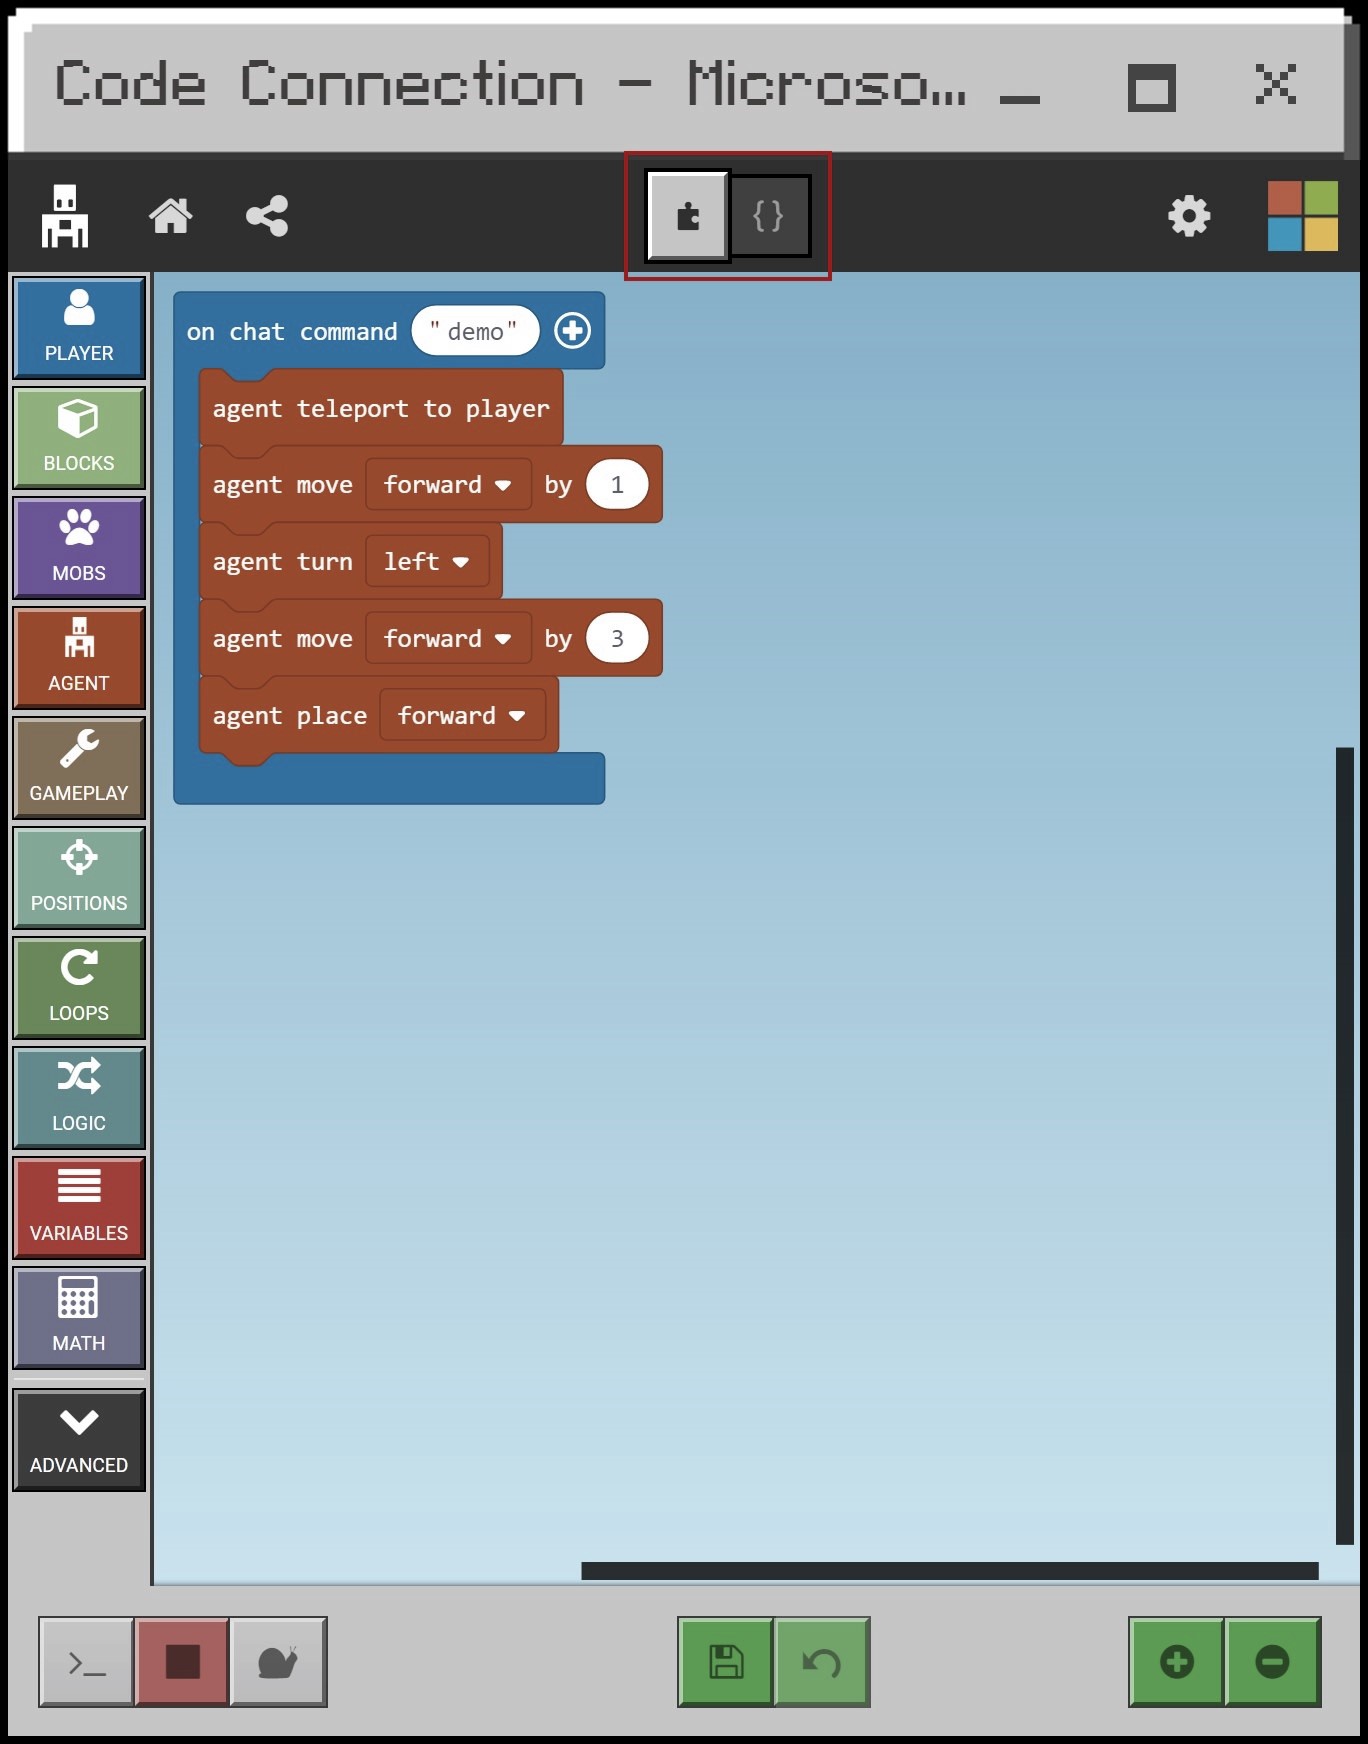 Code Connection - Microso...
{}
PLAYER
BLOCKS
MOBS
AGENT
GAMEPLAY
POSITIONS
LOOPS
LOGIC
VARIABLES
MATH
ADVANCED
on chat command "demo"
agent teleport to player
agent move forward by 1
agent turn left
agent move forward by 3
agent place forward
>_